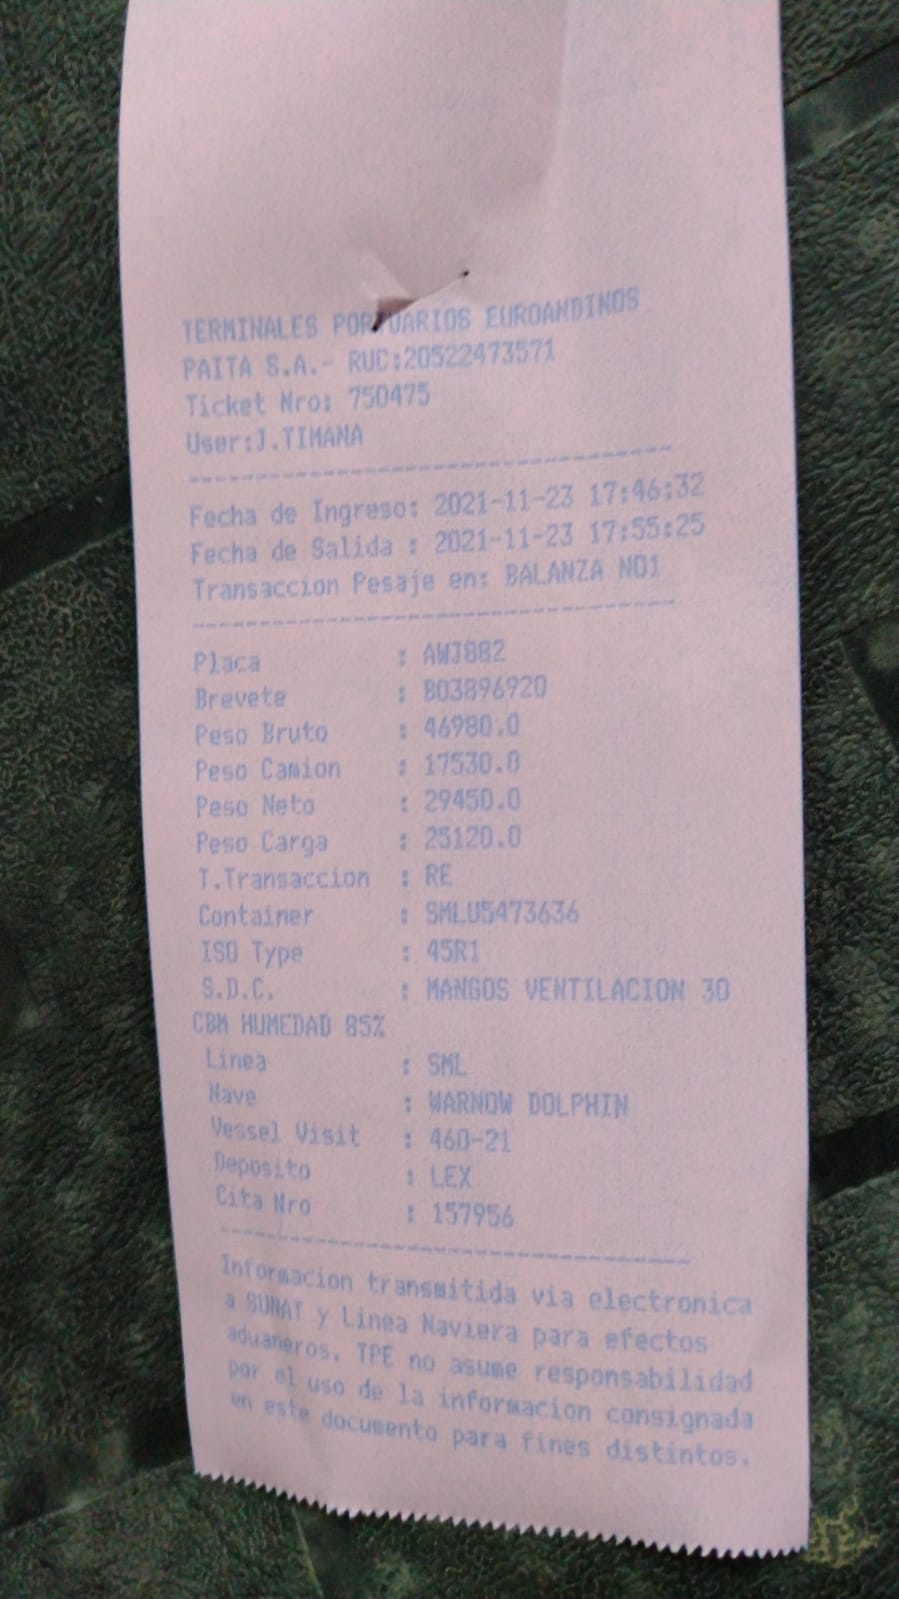 TERMINALES PORTUARIOS EUROANDINOS
PAITA S.A.- RUC:20522473571
Ticket Nro: 750475
User:J.TIMANA
Fecha de Ingreso: 2021-11-23 17:46:32
Fecha de Salida : 2021-11-23 17:55:25
Transaccion Pesaje en: BALANZA NO1
Placa : AWJ882
Brevete : B03896920
Peso Bruto : 46980.0
Peso Camion : 17530.0
Peso Neto : 29450.0
Peso Carga : 25120.0
T.Transaccion : RE
Container : SMLU5473636
ISO Type : 45R1
S.D.C. : MANGOS VENTILACION 30
CBM HUMEDAD 85%
Linea : SML
Nave : WARNOW DOLPHIN
Vessel Visit : 460-21
Deposito : LEX
Cita Nro : 157956
Informacion transmitida via electronica
a SUNAT y Linea Naviera para efectos
aduaneros. TPE no asume responsabilidad
por el uso de la informacion consignada
en este documento para fines distintos.